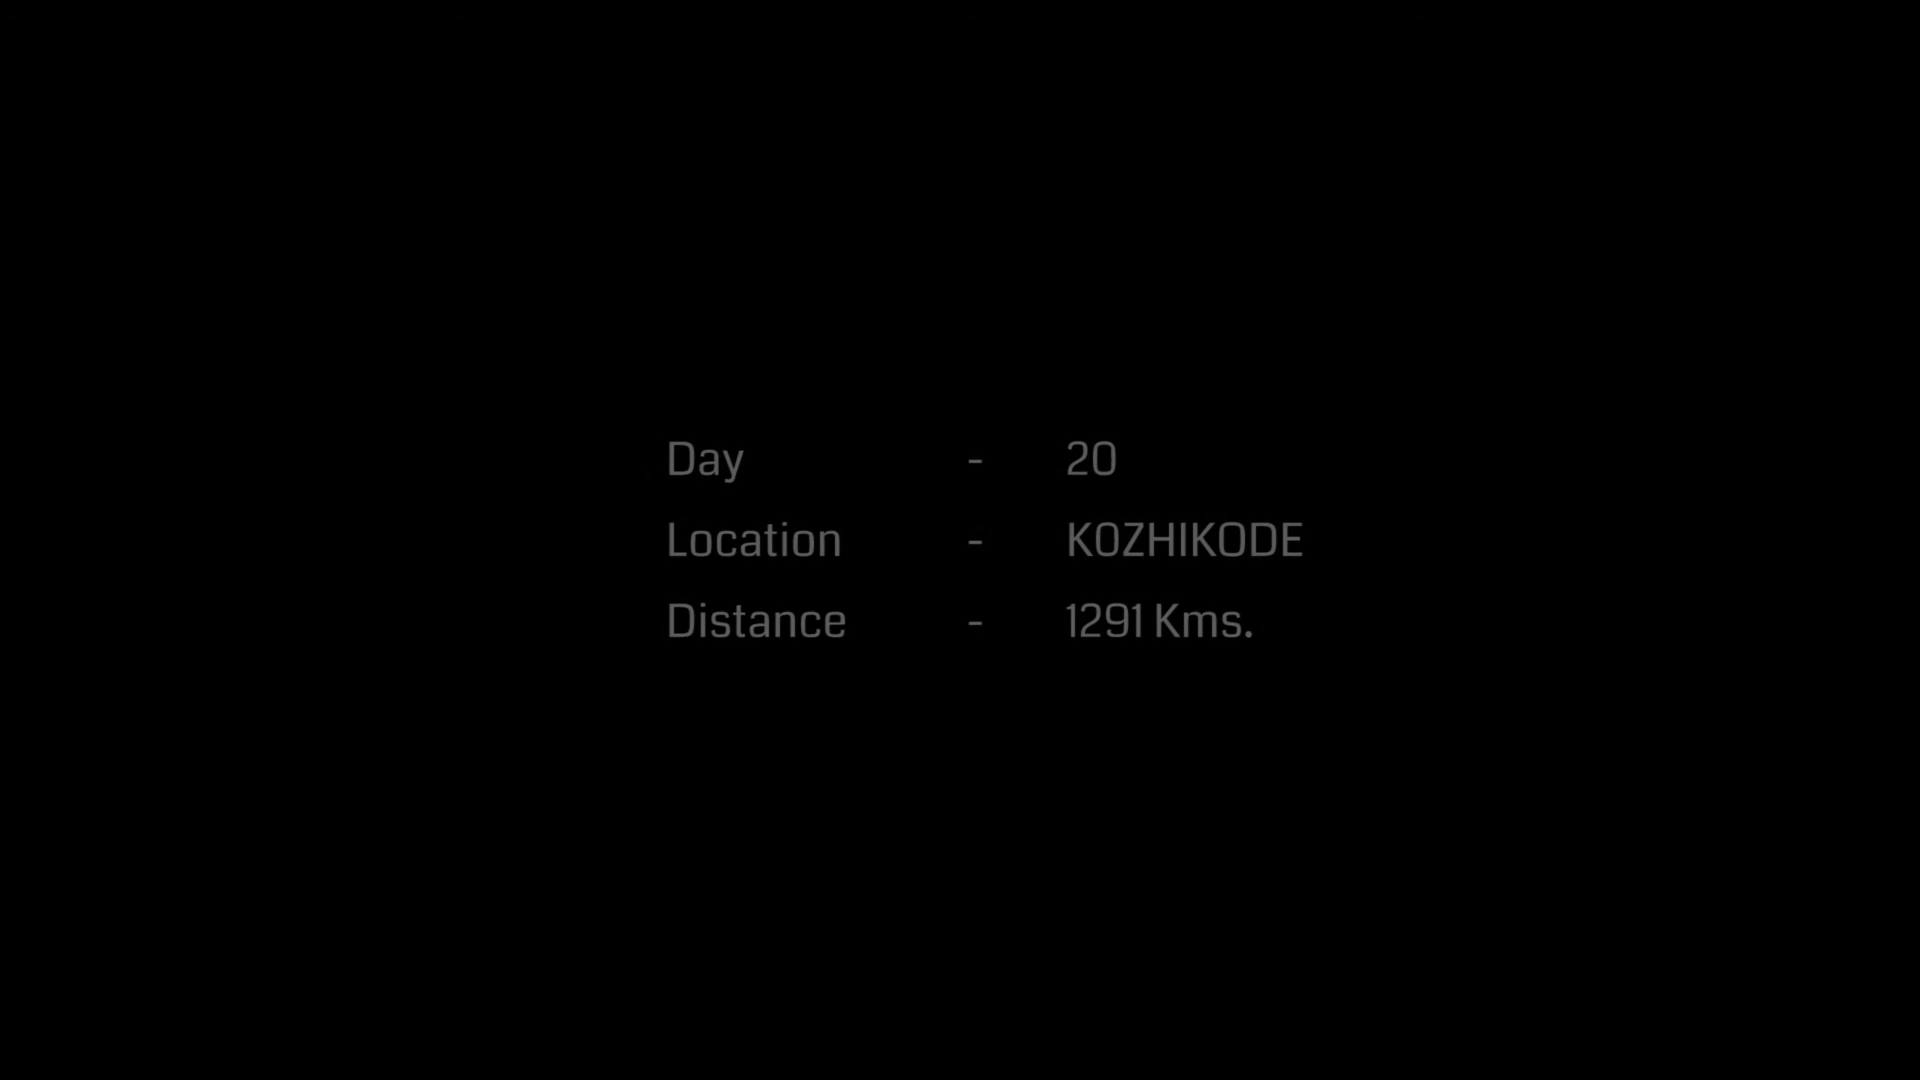 Day - 20
Location - KOZHIKODE
Distance - 1291 Kms.